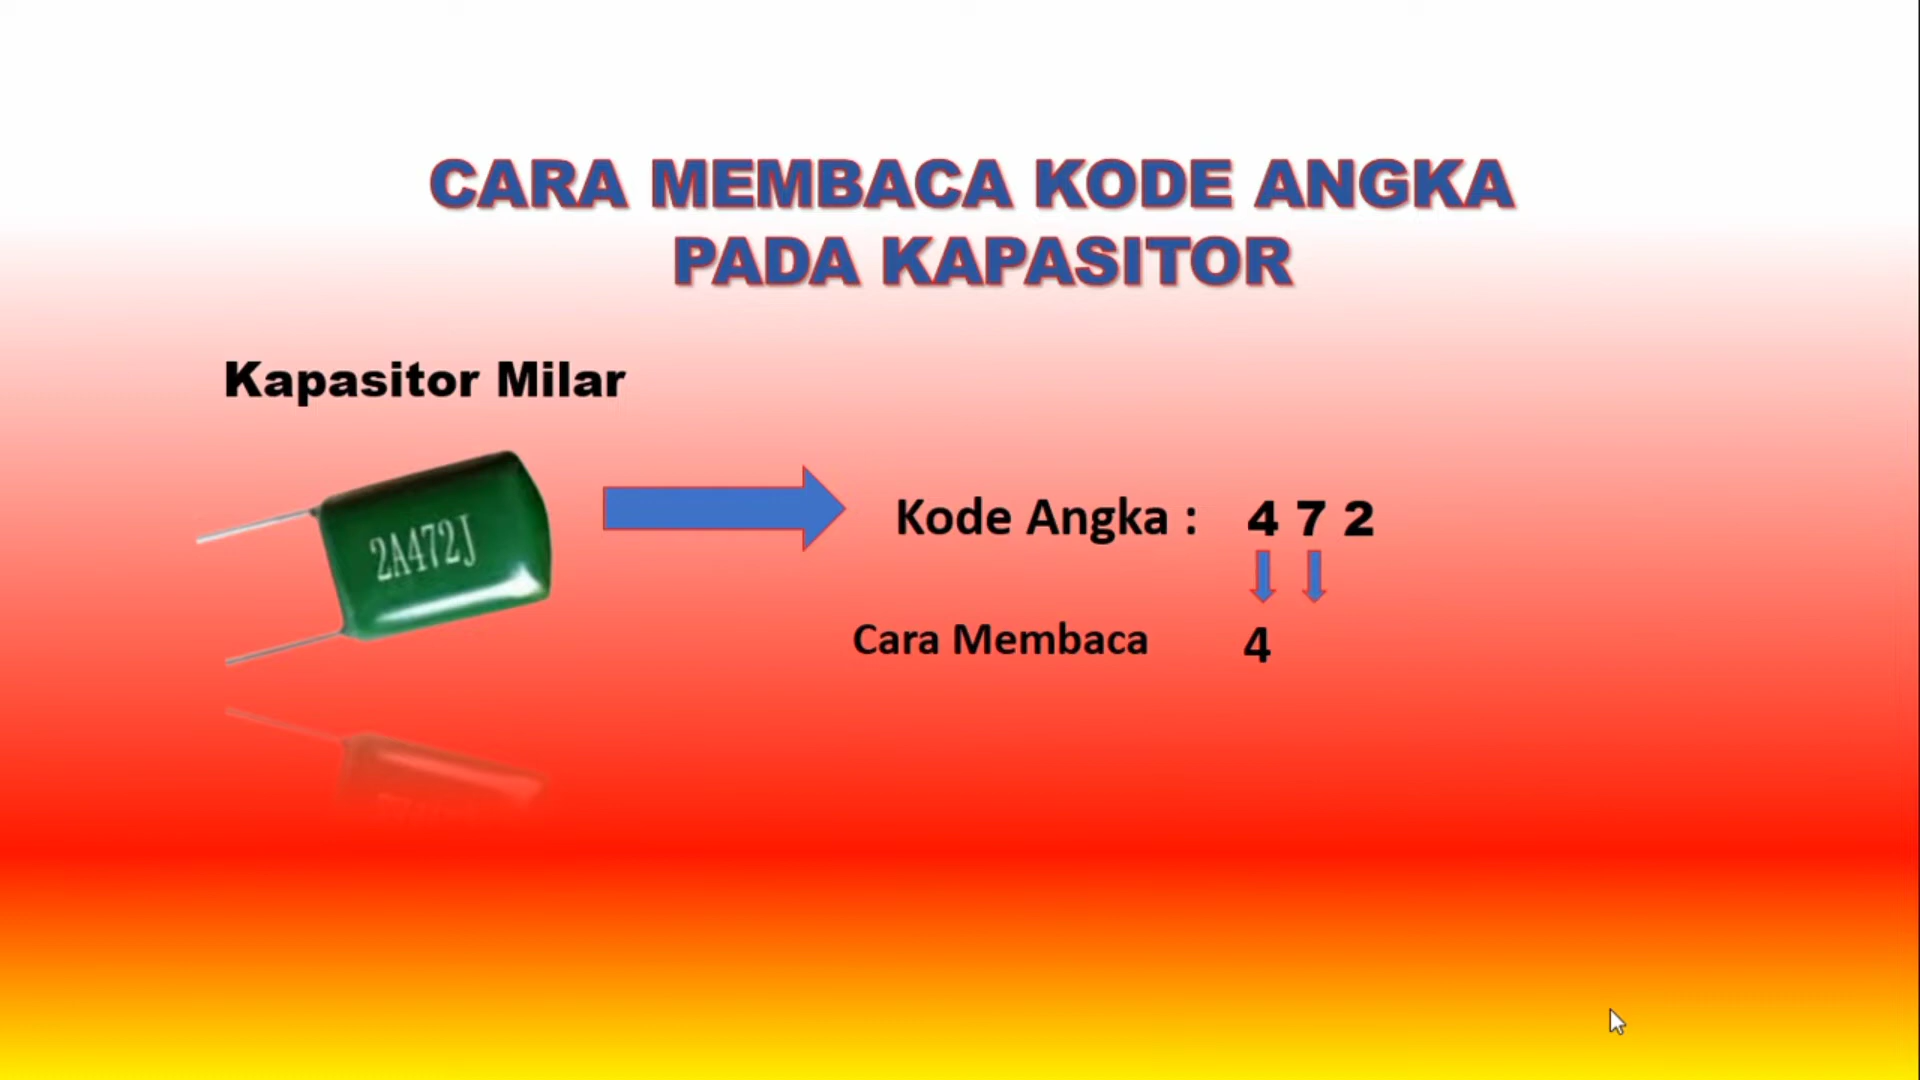 CARA MEMBACA KODE ANGKA
PADA KAPASITOR
Kapasitor Milar
2A472J
Kode Angka : 4 7 2
Cara Membaca 4